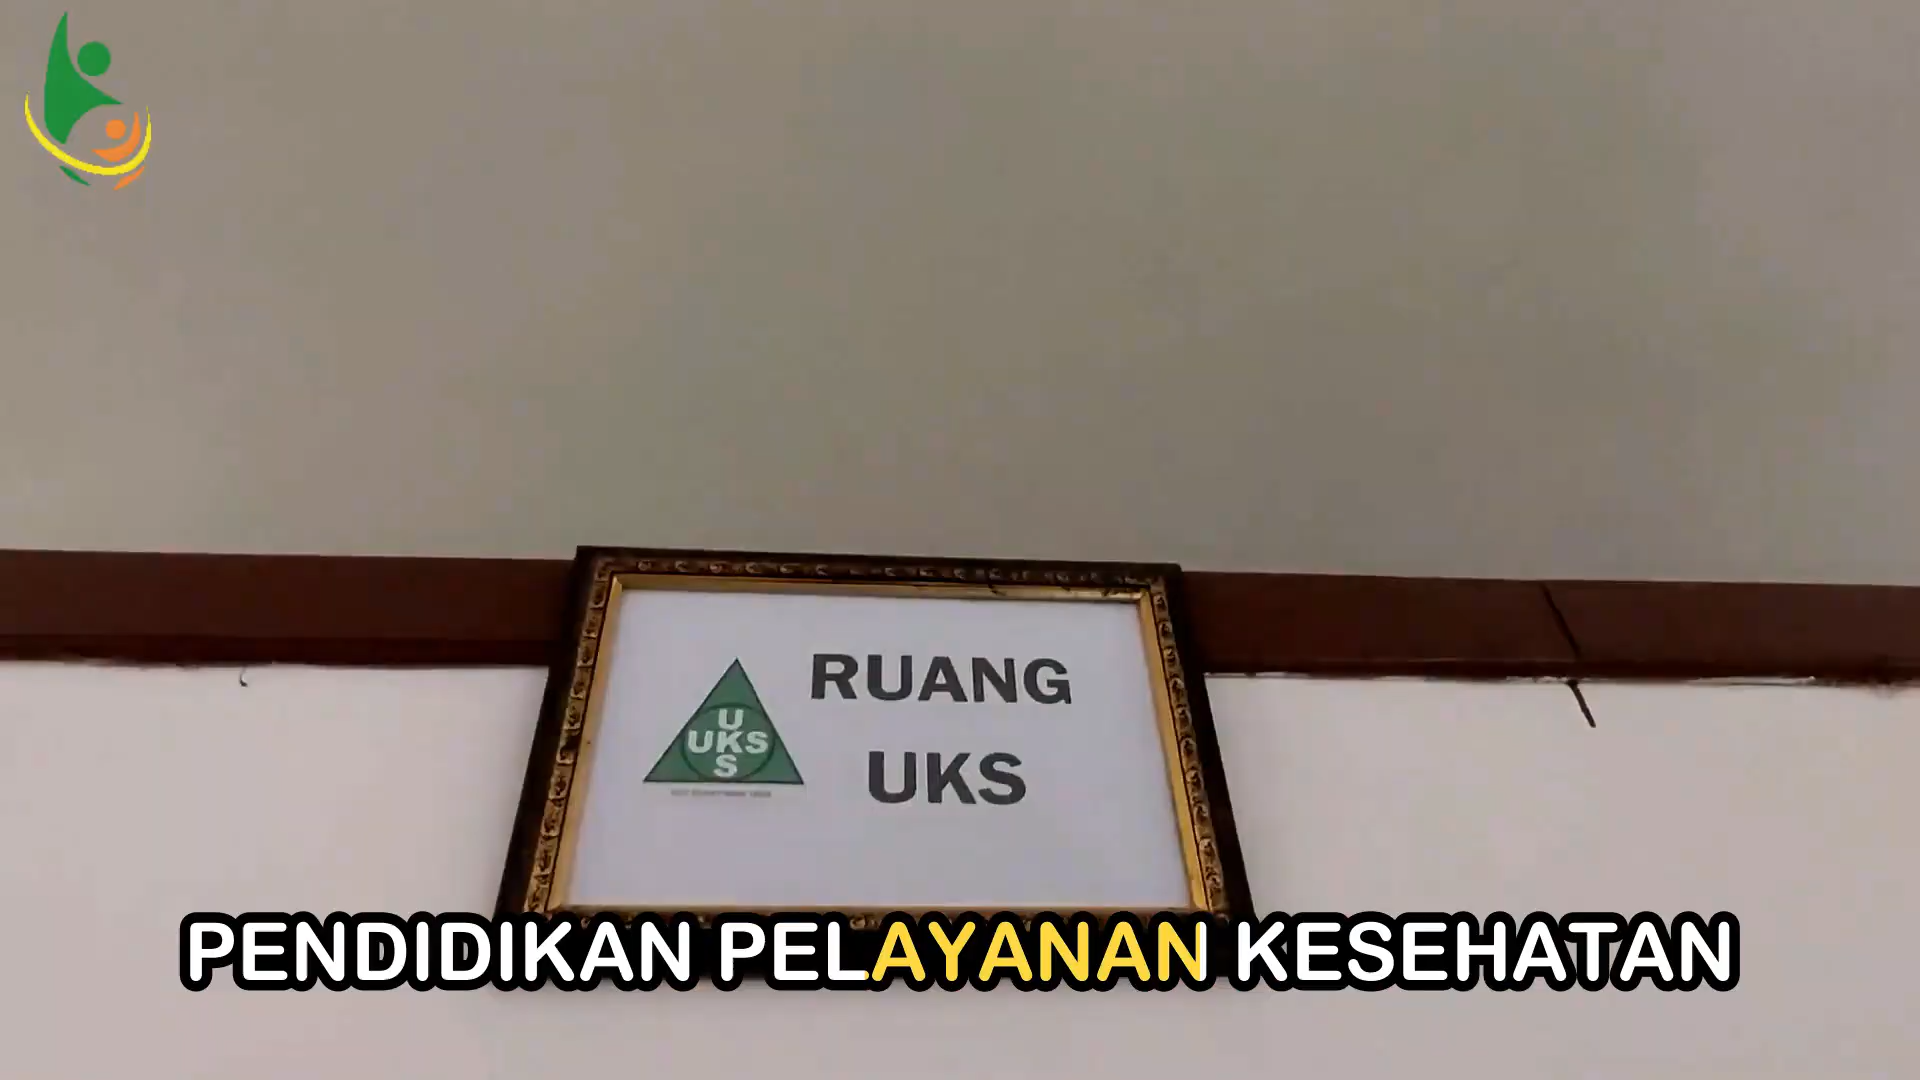 RUANG
UKS
U
UKS
S
PENDIDIKAN PELAYANAN KESEHATAN